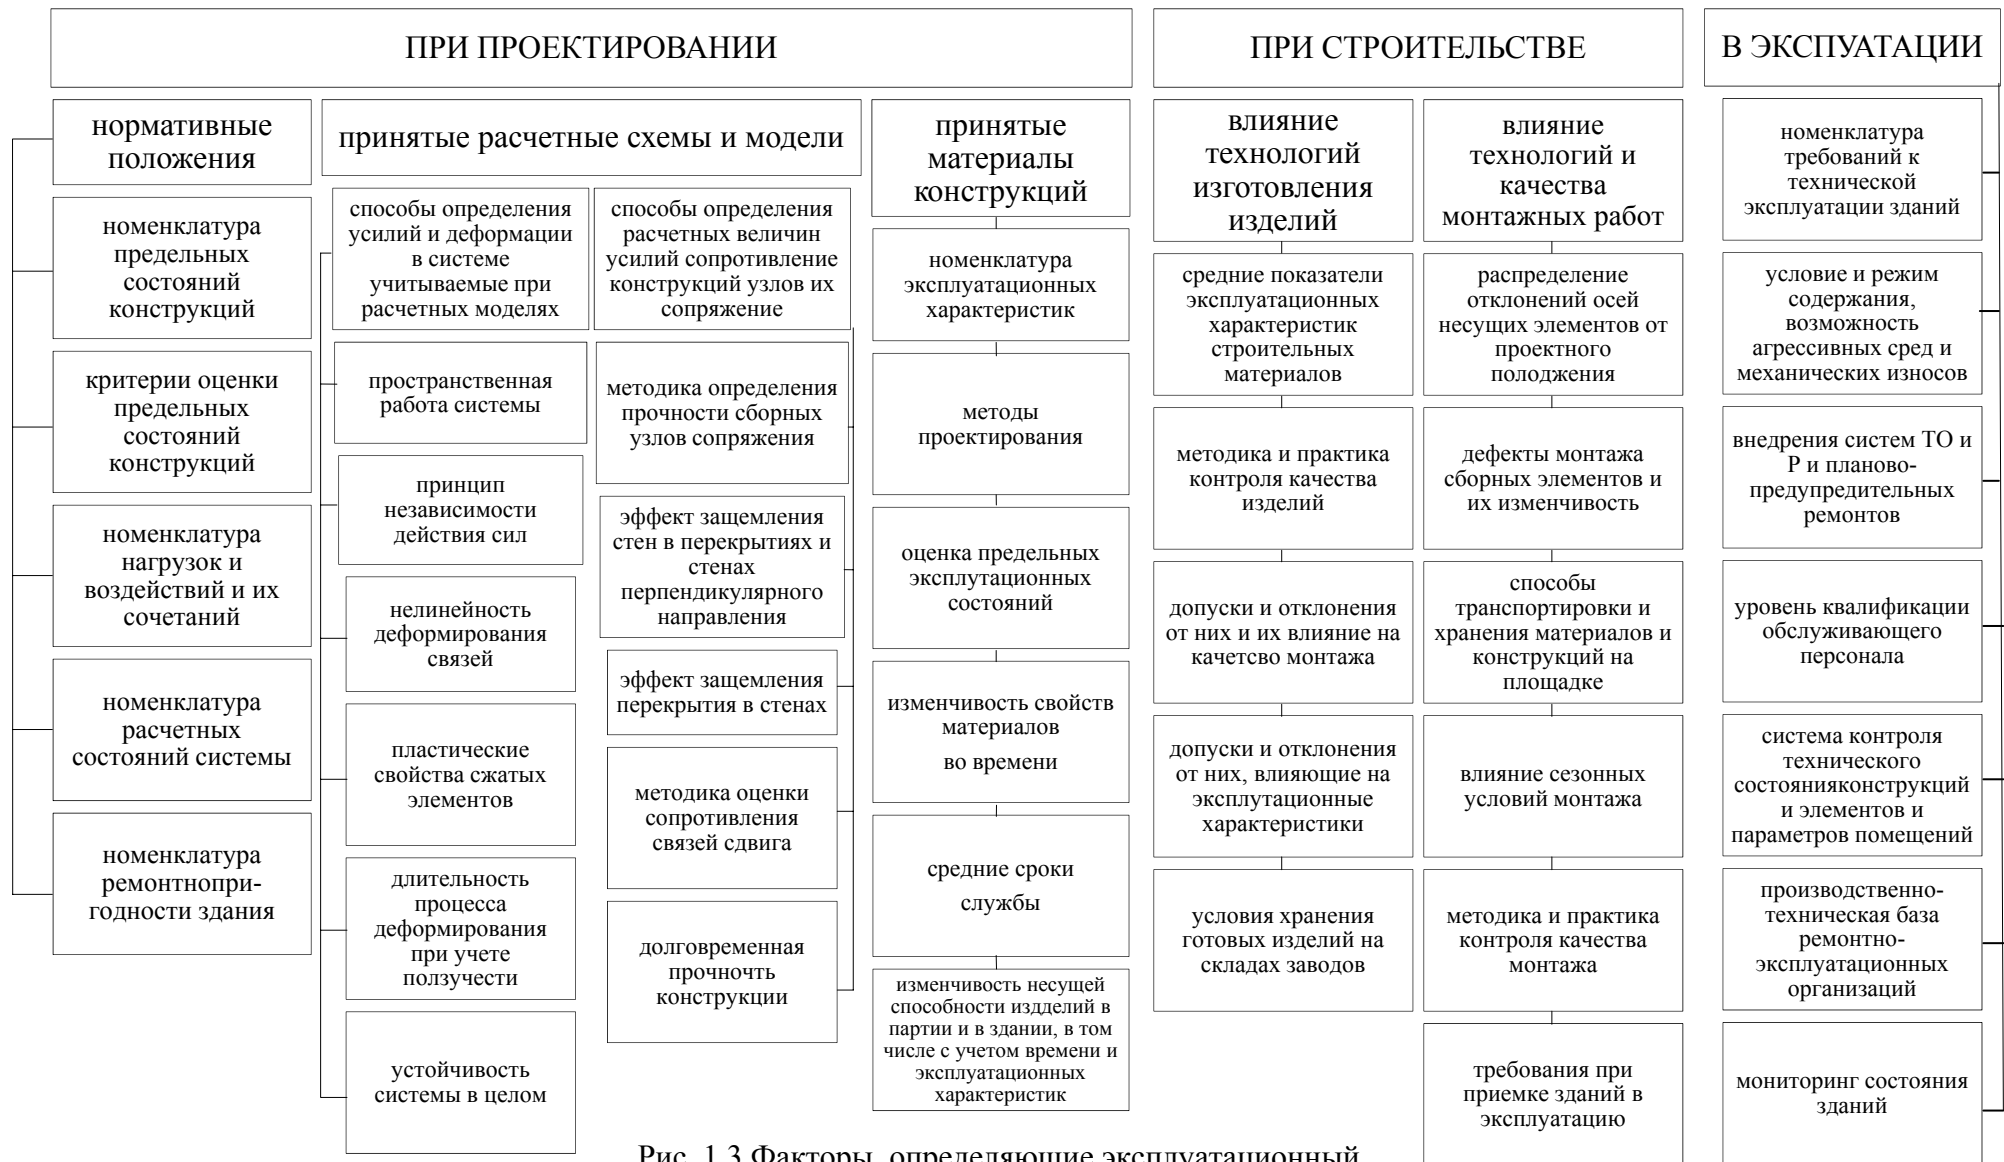 ПРИ ПРОЕКТИРОВАНИИ
нормативные
положения
номенклатура
предельных
состояний
конструкций
критерии оценки
предельных
состояний
конструкций
номенклатура
нагрузок и
воздействий и их
сочетаний
номенклатура
расчетных
состояний системы
номенклатура
ремонтнопри-
годности здания
принятые расчетные схемы и модели
способы определения
усилий и деформации
в системе
учитываемые при
расчетных моделях
пространственная
работа системы
принцип
независимости
действия сил
нелинейность
деформирования
связей
пластические
свойства сжатых
элементов
длительность
процесса
деформирования
при учете
ползучести
устойчивость
системы в целом
способы определения
расчетных величин
усилий сопротивление
конструкций узлов их
сопряжение
методика определения
прочности сборных
узлов сопряжения
эффект защемления
стен в перекрытиях и
стенах
перпендикулярного
направления
эффект защемления
перекрытия в стенах
методика оценки
сопротивления
связей сдвига
долговременная
прочночть
конструкции
принятые
материалы
конструкций
номенклатура
эксплуатационных
характеристик
методы
проектирования
оценка предельных
эксплутационных
состояний
изменчивость свойств
материалов
во времени
средние сроки
службы
изменчивость несущей
способности издделий в
партии и в здании, в том
числе с учетом времени и
эксплуатационных
характеристик
ПРИ СТРОИТЕЛЬСТВЕ
влияние
технологий
изготовления
изделий
средние показатели
эксплуатационных
характеристик
строительных
материалов
методика и практика
контроля качества
изделий
допуски и отклонения
от них и их влияние на
качетсво монтажа
допуски и отклонения
от них, влияющие на
эксплутационные
характеристики
условия хранения
готовых изделий на
складах заводов
влияние
технологий и
качества
монтажных работ
распределение
отклонений осей
несущих элементов от
проектного
полоджения
дефекты монтажа
сборных элементов и
их изменчивость
способы
транспортировки и
хранения материалов и
конструкций на
площадке
влияние сезонных
условий монтажа
методика и практика
контроля качества
монтажа
требования при
приемке зданий в
эксплуатацию
В ЭКСПУАТАЦИИ
номенклатура
требований к
технической
эксплуатации зданий
условие и режим
содержания,
возможность
агрессивных сред и
механических износов
внедрения систем ТО и
Р и планово-
предупредительных
ремонтов
уровень квалификации
обслуживающего
персонала
система контроля
технического
состоянияконструкций
и элементов и
параметров помещений
производственно-
техническая база
ремонтно-
эксплуатационных
организаций
мониторинг состояния
зданий
Рис. 1.3 Факторы, определяющие эксплуатационный